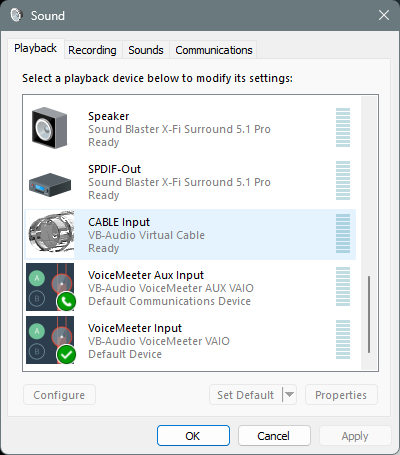 Sound
Playback Recording Sounds Communications
Select a playback device below to modify its settings:
Speaker
Sound Blaster X-Fi Surround 5.1 Pro
Ready
SPDIF-Out
Sound Blaster X-Fi Surround 5.1 Pro
Ready
CABLE Input
VB-Audio Virtual Cable
Ready
A
B
VoiceMeeter Aux Input
VB-Audio VoiceMeeter AUX VAIO
Default Communications Device
A
B
VoiceMeeter Input
VB-Audio VoiceMeeter VAIO
Default Device
Configure Set Default Properties
OK Cancel Apply